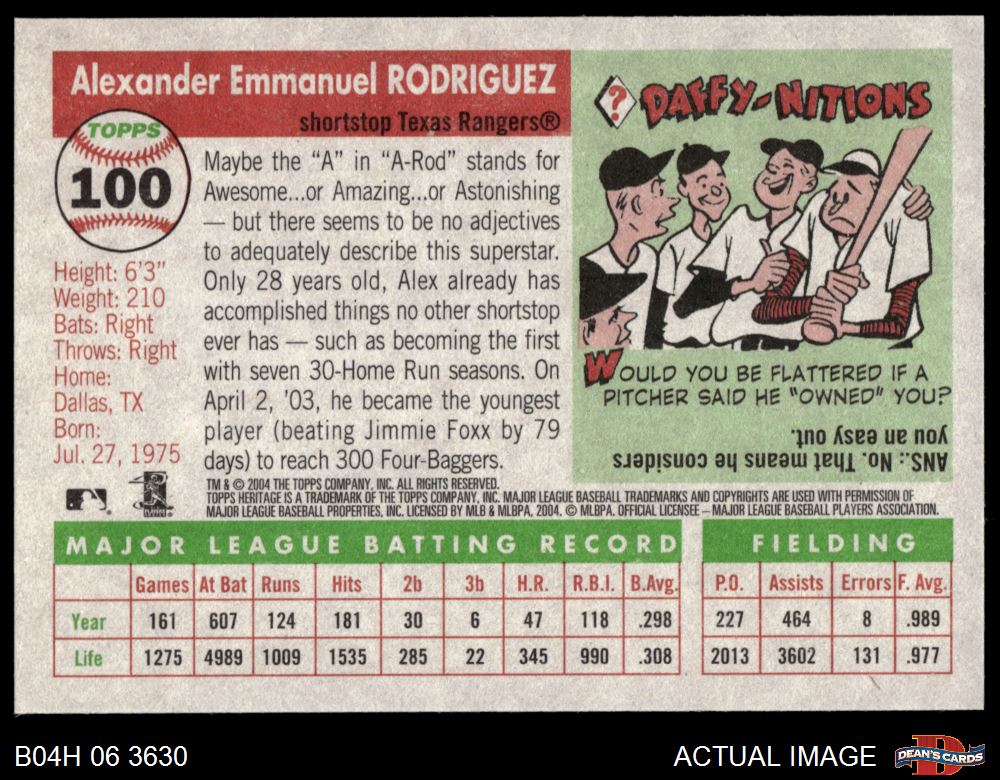 Alexander Emmanuel RODRIGUEZ
shortstop Texas Rangers®
TOPPS
100
Height: 6'3"
Weight: 210
Bats: Right
Throws: Right
Home:
Dallas, TX
Born:
Jul. 27, 1975
Maybe the “A” in “A-Rod” stands for
Awesome...or Amazing...or Astonishing
— but there seems to be no adjectives
to adequately describe this superstar.
Only 28 years old, Alex already has
accomplished things no other shortstop
ever has — such as becoming the first
with seven 30-Home Run seasons. On
April 2, '03, he became the youngest
player (beating Jimmie Foxx by 79
days) to reach 300 Four-Baggers.
?
DAFFY-NITIONS
WOULD YOU BE FLATTERED IF A
PITCHER SAID HE “OWNED” YOU?
ANS.: No. That means he considers
you an easy out.
TM & © 2004 THE TOPPS COMPANY, INC. ALL RIGHTS RESERVED.
TOPPS HERITAGE IS A TRADEMARK OF THE TOPPS COMPANY, INC. MAJOR LEAGUE BASEBALL TRADEMARKS AND COPYRIGHTS ARE USED WITH PERMISSION OF
MAJOR LEAGUE BASEBALL PROPERTIES, INC. LICENSED BY MLB & MLBPA, 2004. © MLBPA. OFFICIAL LICENSEE – MAJOR LEAGUE BASEBALL PLAYERS ASSOCIATION.
MAJOR LEAGUE BATTING RECORD
Games At Bat Runs Hits 2b 3b H.R. R.B.I. B.Avg.
Year 161 607 124 181 30 6 47 118 .298
Life 1275 4989 1009 1535 285 22 345 990 .308
FIELDING
P.O. Assists Errors F. Avg.
227 464 8 .989
2013 3602 131 .977
B04H 06 3630
ACTUAL IMAGE
DEAN'S CARDS